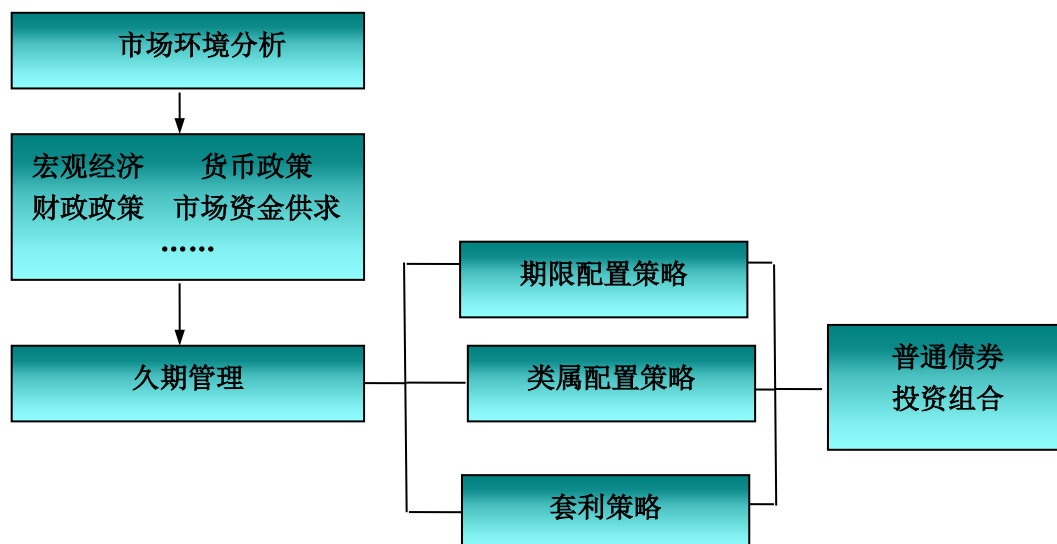 市场环境分析
宏观经济 货币政策
财政政策 市场资金供求
……
期限配置策略
久期管理
类属配置策略
普通债券
投资组合
套利策略